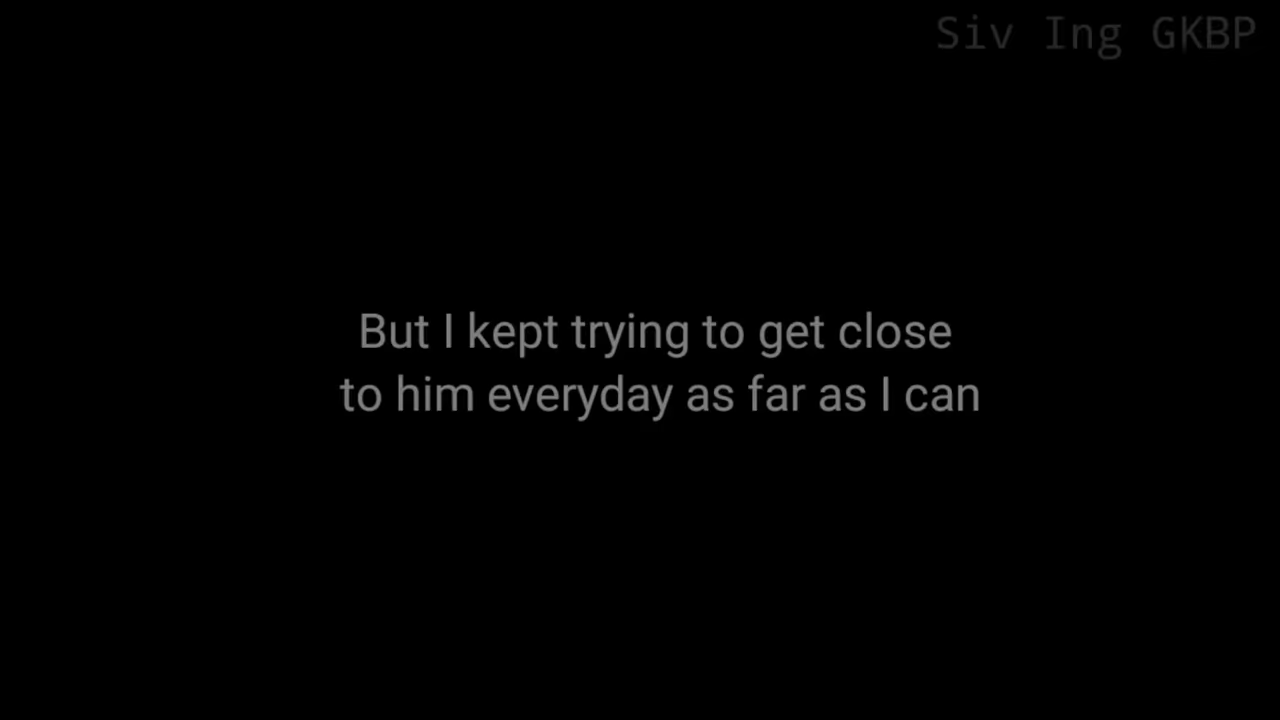 Siv Ing GKBP
But I kept trying to get close
to him everyday as far as I can